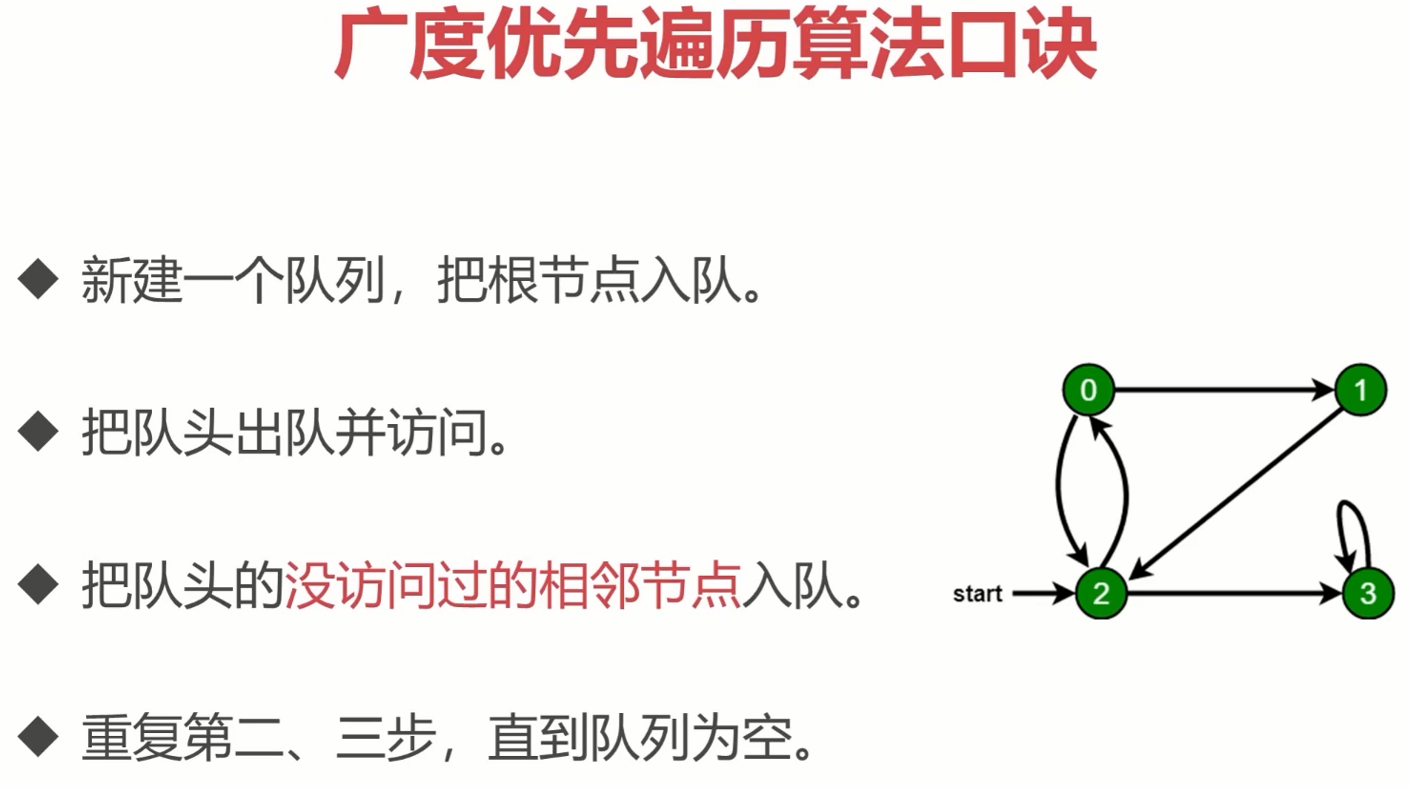 广度优先遍历算法口诀
◆ 新建一个队列，把根节点入队。
◆ 把队头出队并访问。
◆ 把队头的没访问过的相邻节点入队。
◆ 重复第二、三步，直到队列为空。
0
1
start
2
3